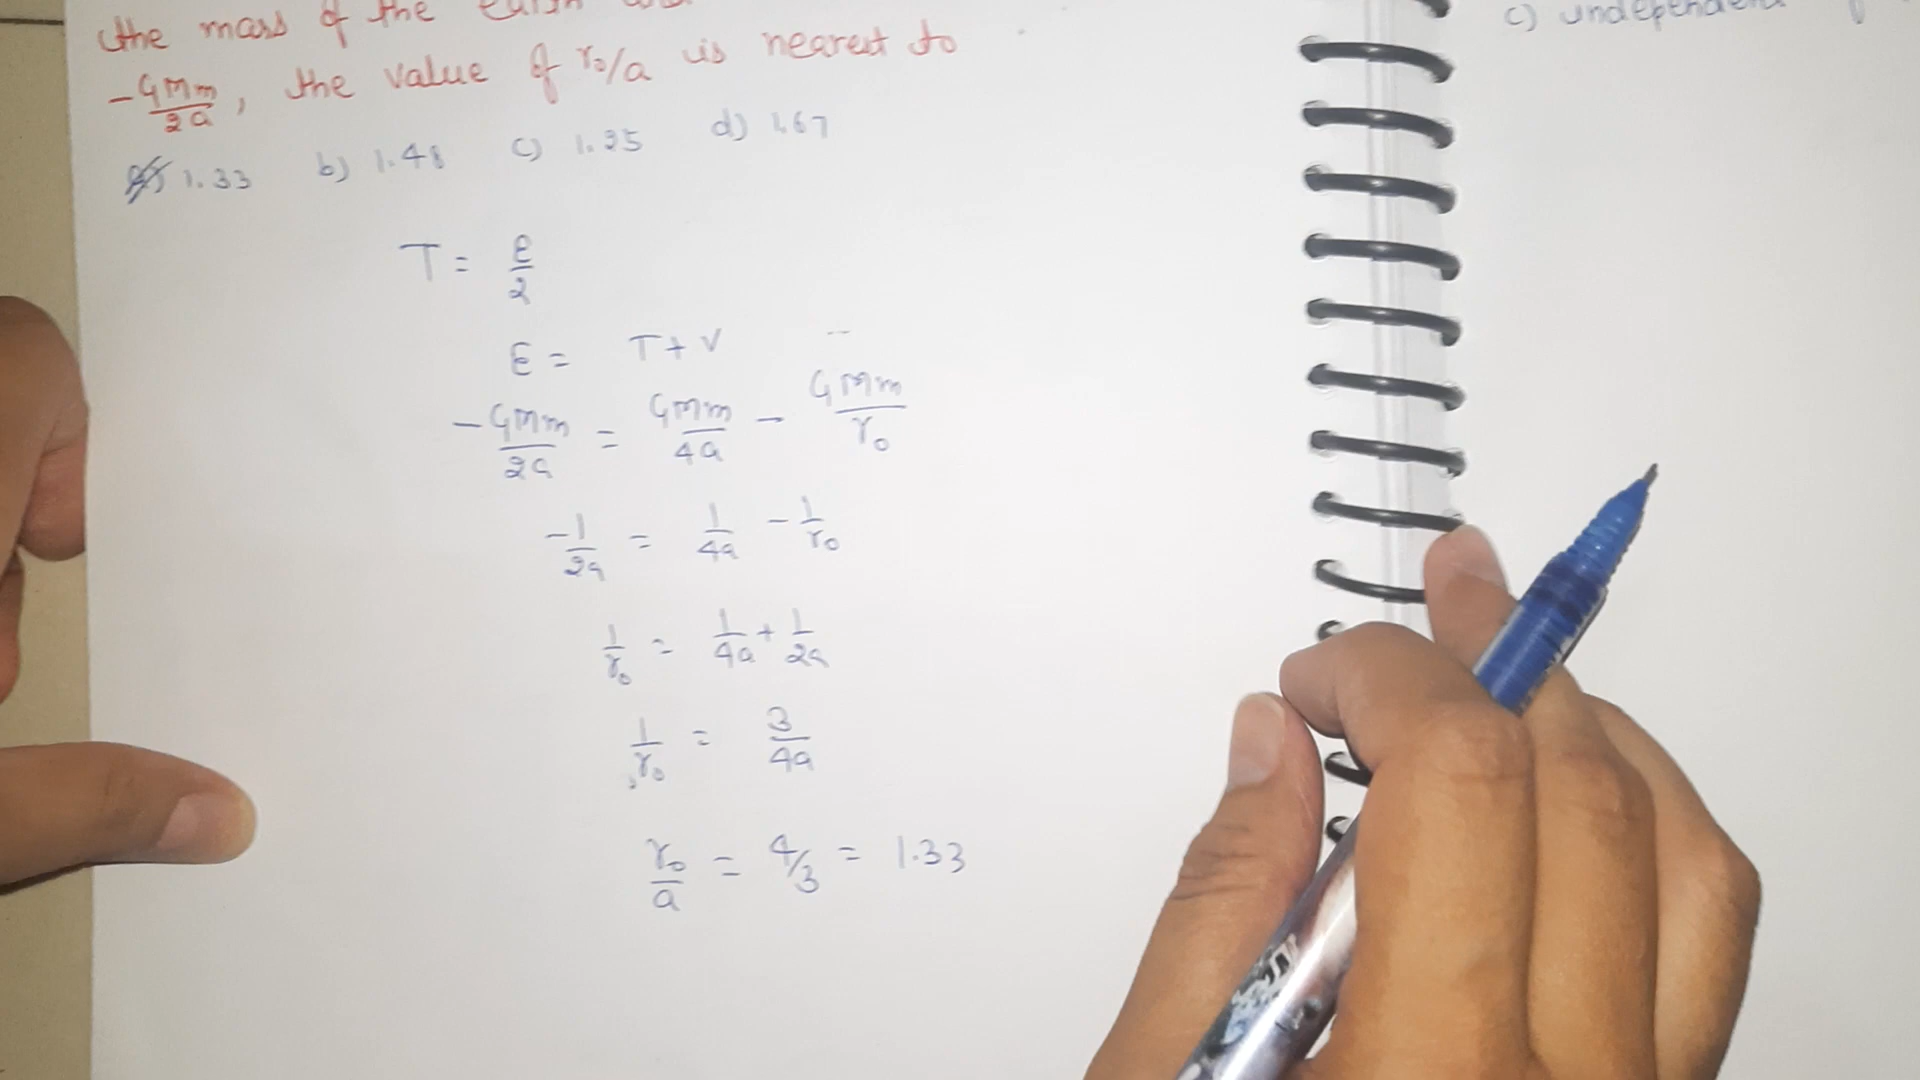 the mass of the
-GMm/2a, the value of r₀/a is nearest to
a) 1.33 b) 1.48 c) 1.25 d) 1.67
T = E/2
E = T + V
-GMm/2a = GMm/4a - GMm/r₀
-1/2a = 1/4a - 1/r₀
1/r₀ = 1/4a + 1/2a
1/r₀ = 3/4a
r₀/a = 4/3 = 1.33
c) independent